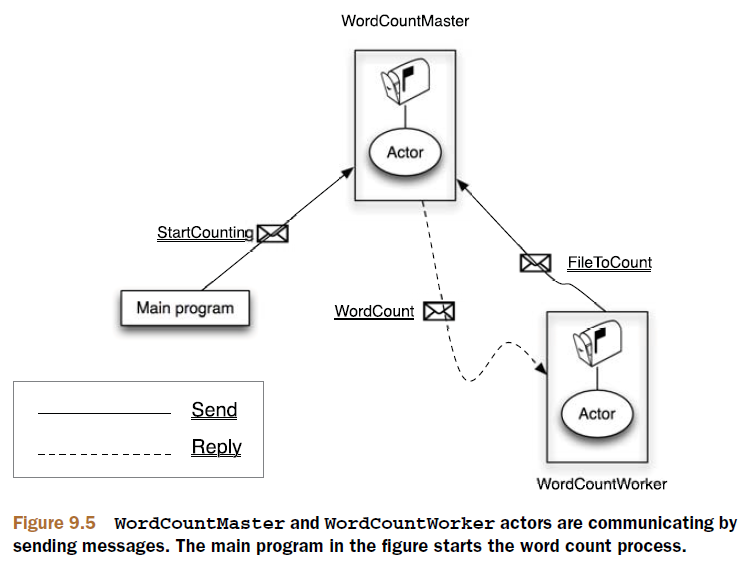 WordCountMaster
Actor
StartCounting
FileToCount
Main program
WordCount
Actor
Send
Reply
WordCountWorker
Figure 9.5 WordCountMaster and WordCountWorker actors are communicating by
sending messages. The main program in the figure starts the word count process.